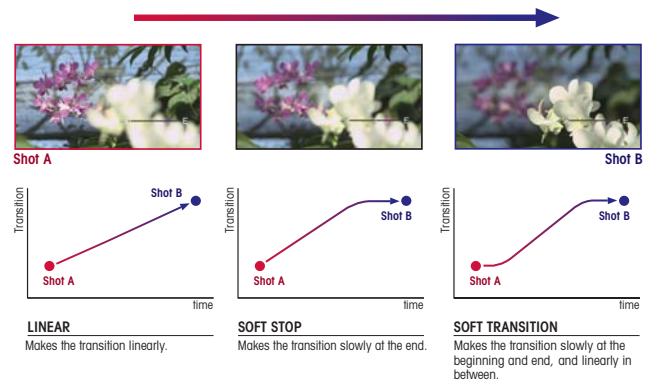 Shot A
Shot B
Transition
Shot B
Shot A
time
LINEAR
Makes the transition linearly.
Transition
Shot B
Shot A
time
SOFT STOP
Makes the transition slowly at the end.
Transition
Shot B
Shot A
time
SOFT TRANSITION
Makes the transition slowly at the
beginning and end, and linearly in
between.